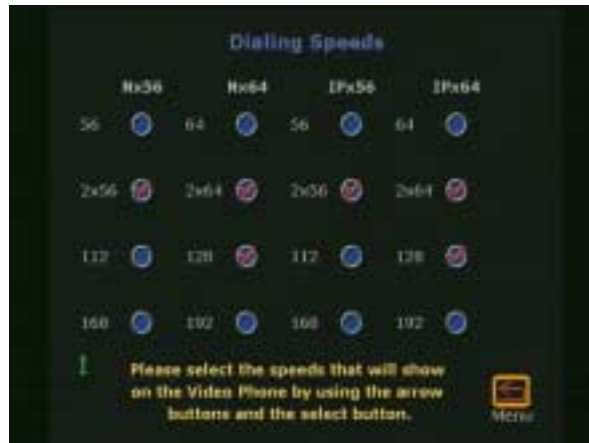 Dialing Speeds
Nx56 Nx64 IPx56 IPx64
56 64 56 64
2x56 2x64 2x56 2x64
112 128 112 128
168 192 168 192
Please select the speeds that will show
on the Video Phone by using the arrow
buttons and the select button.
Menu